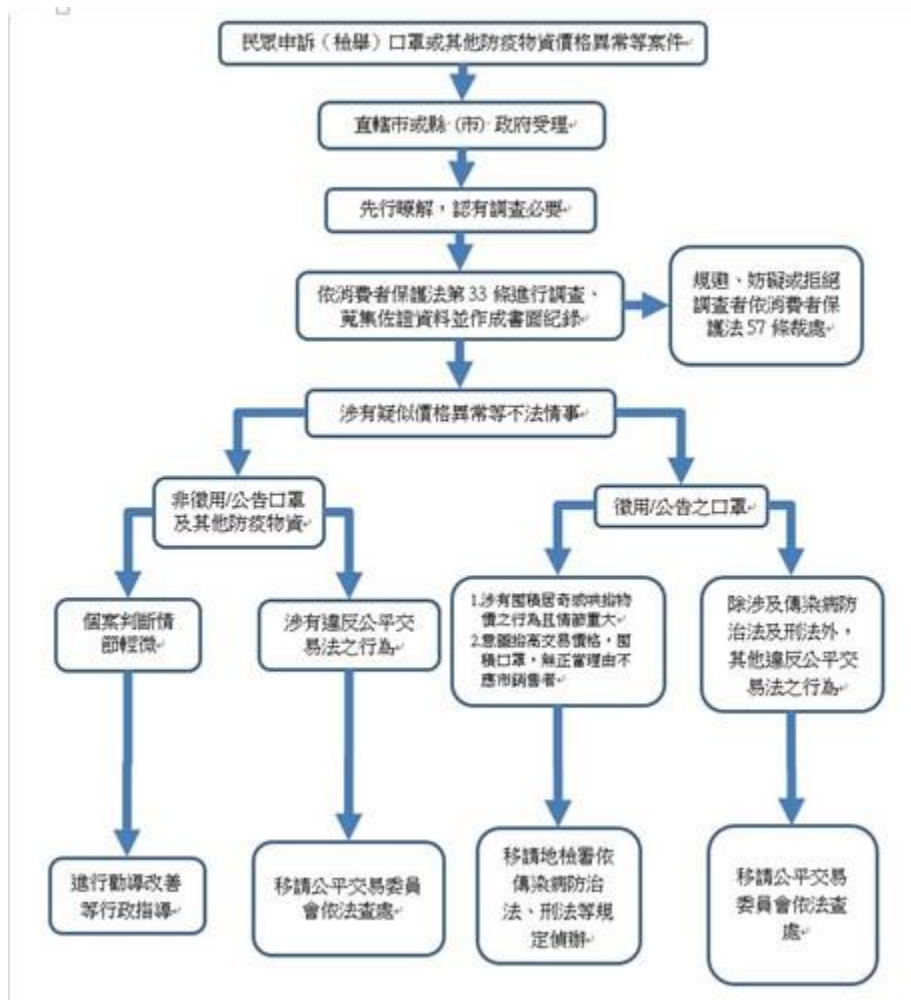 民眾申訴（檢舉）口罩或其他防疫物資價格異常等案件
直轄市或縣（市）政府受理
先行瞭解，認有調查必要
依消費者保護法第 33 條進行調查、
蒐集佐證資料並作成書面紀錄
規避、妨礙或拒絕
調查者依消費者保
護法 57 條裁處
涉有疑似價格異常等不法情事
非徵用/公告口罩
及其他防疫物資
徵用/公告之口罩
個案判斷情
節輕微
涉有違反公平交
易法之行為
1.涉有囤積居奇或哄抬物
價之行為且情節重大
2.意圖抬高交易價格，囤
積口罩，無正當理由不
應市銷售者
除涉及傳染病防
治法及刑法外，
其他違反公平交
易法之行為
進行勸導改善
等行政指導
移請公平交易委員
會依法查處
移請地檢署依
傳染病防治
法、刑法等規
定偵辦
移請公平交易
委員會依法查
處